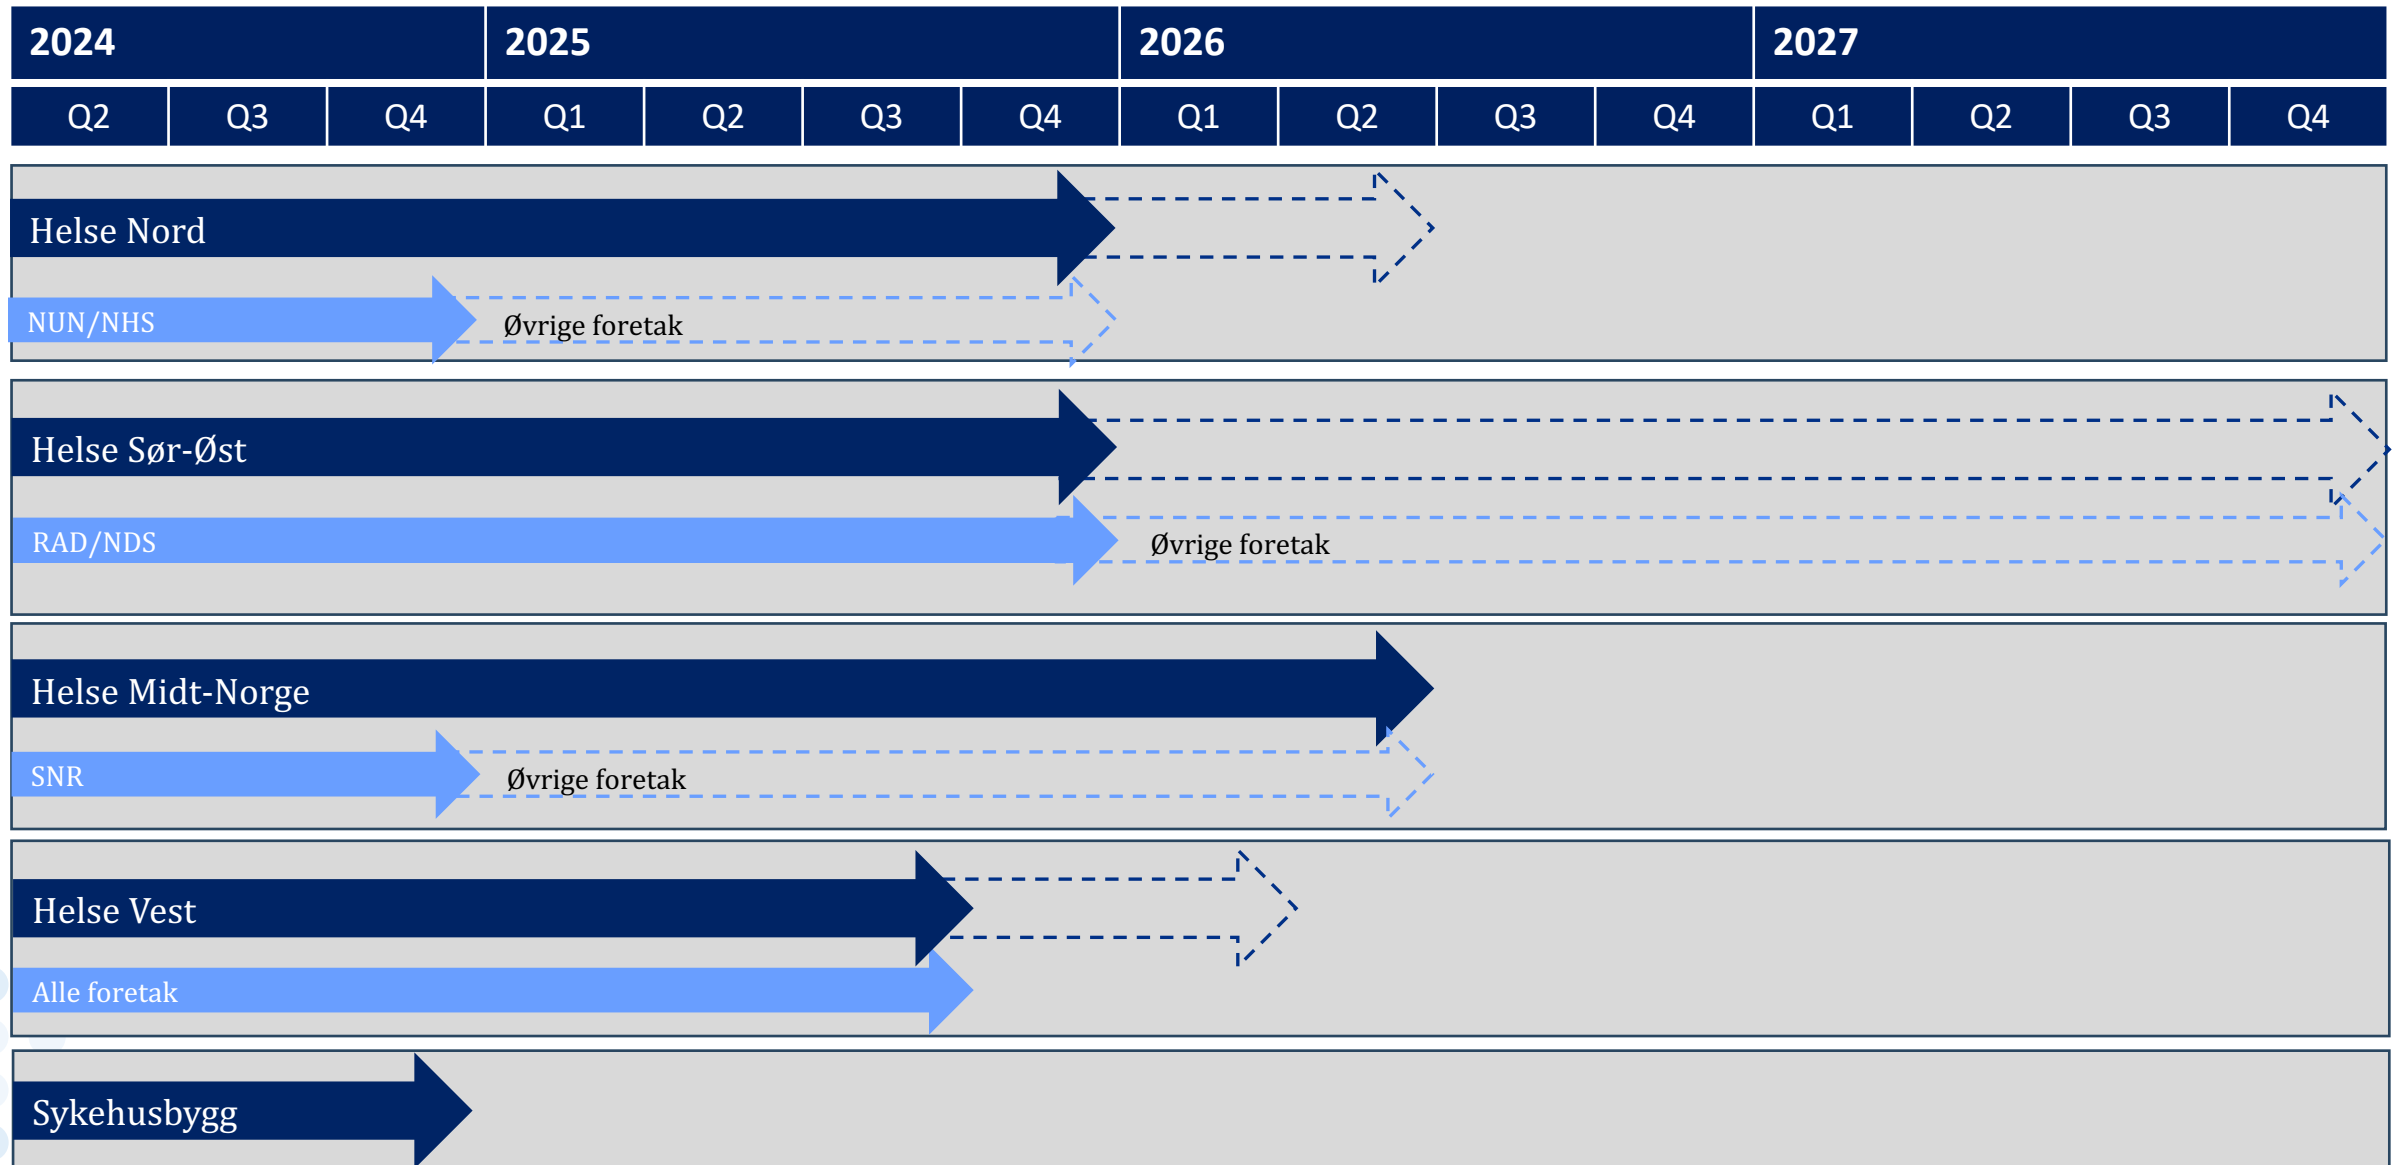 2024 2025 2026 2027
Q2 Q3 Q4 Q1 Q2 Q3 Q4 Q1 Q2 Q3 Q4 Q1 Q2 Q3 Q4
Helse Nord
NUN/NHS Øvrige foretak
Helse Sør-Øst
RAD/NDS Øvrige foretak
Helse Midt-Norge
SNR Øvrige foretak
Helse Vest
Alle foretak
Sykehusbygg